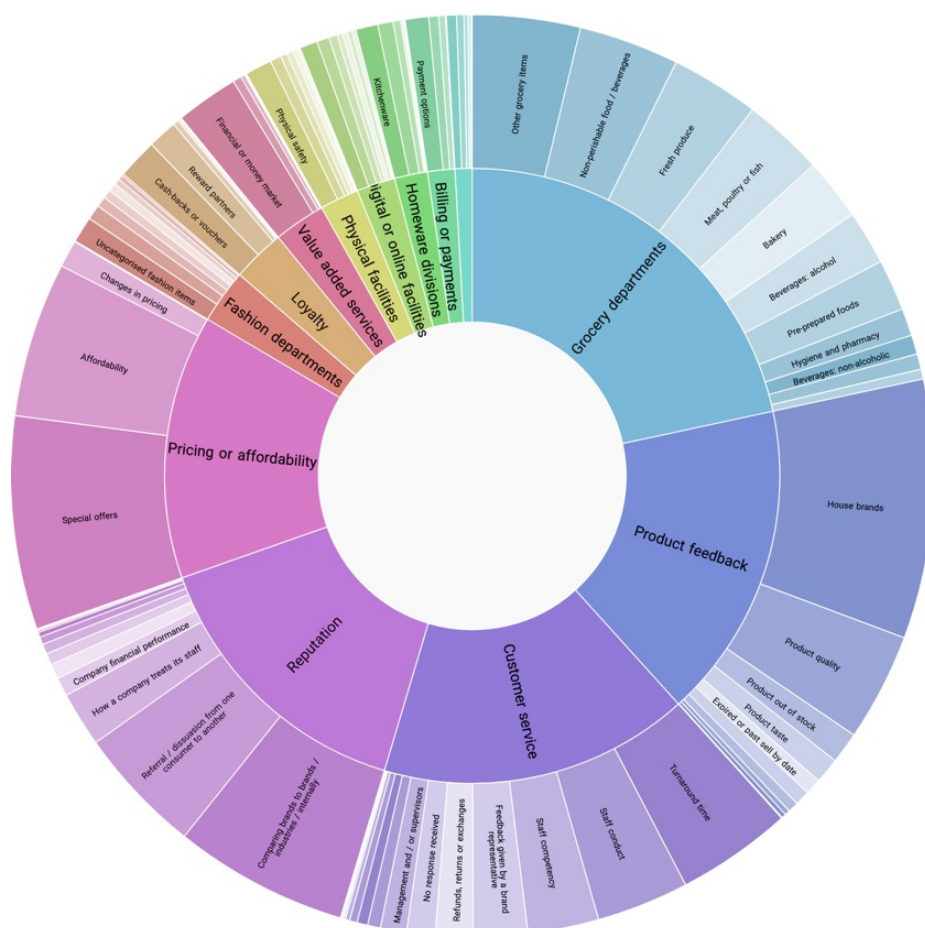 Other grocery items
Non-perishable food / beverages
Fresh produce
Meat, poultry or fish
Bakery
Beverages: alcohol
Pre-prepared foods
Hygiene and pharmacy
Beverages: non-alcoholic
Grocery departments
House brands
Product quality
Product out of stock
Product taste
Expired or past sell by date
Product feedback
Turnaround time
Staff conduct
Staff competency
Feedback given by a brand
representative
Refunds, returns or exchanges
No response received
Management and / or supervisors
Customer service
Comparing brands to brands /
industries / internally
Referral / dissuasion from one
consumer to another
How a company treats its staff
Company financial performance
Reputation
Special offers
Affordability
Changes in pricing
Pricing or affordability
Uncategorised fashion items
Fashion departments
Cash-backs or vouchers
Reward partners
Loyalty
Financial or money market
Value added services
Physical safety
Physical facilities
igital or online facilities
Kitchenware
Homeware divisions
Payment options
Billing or payments